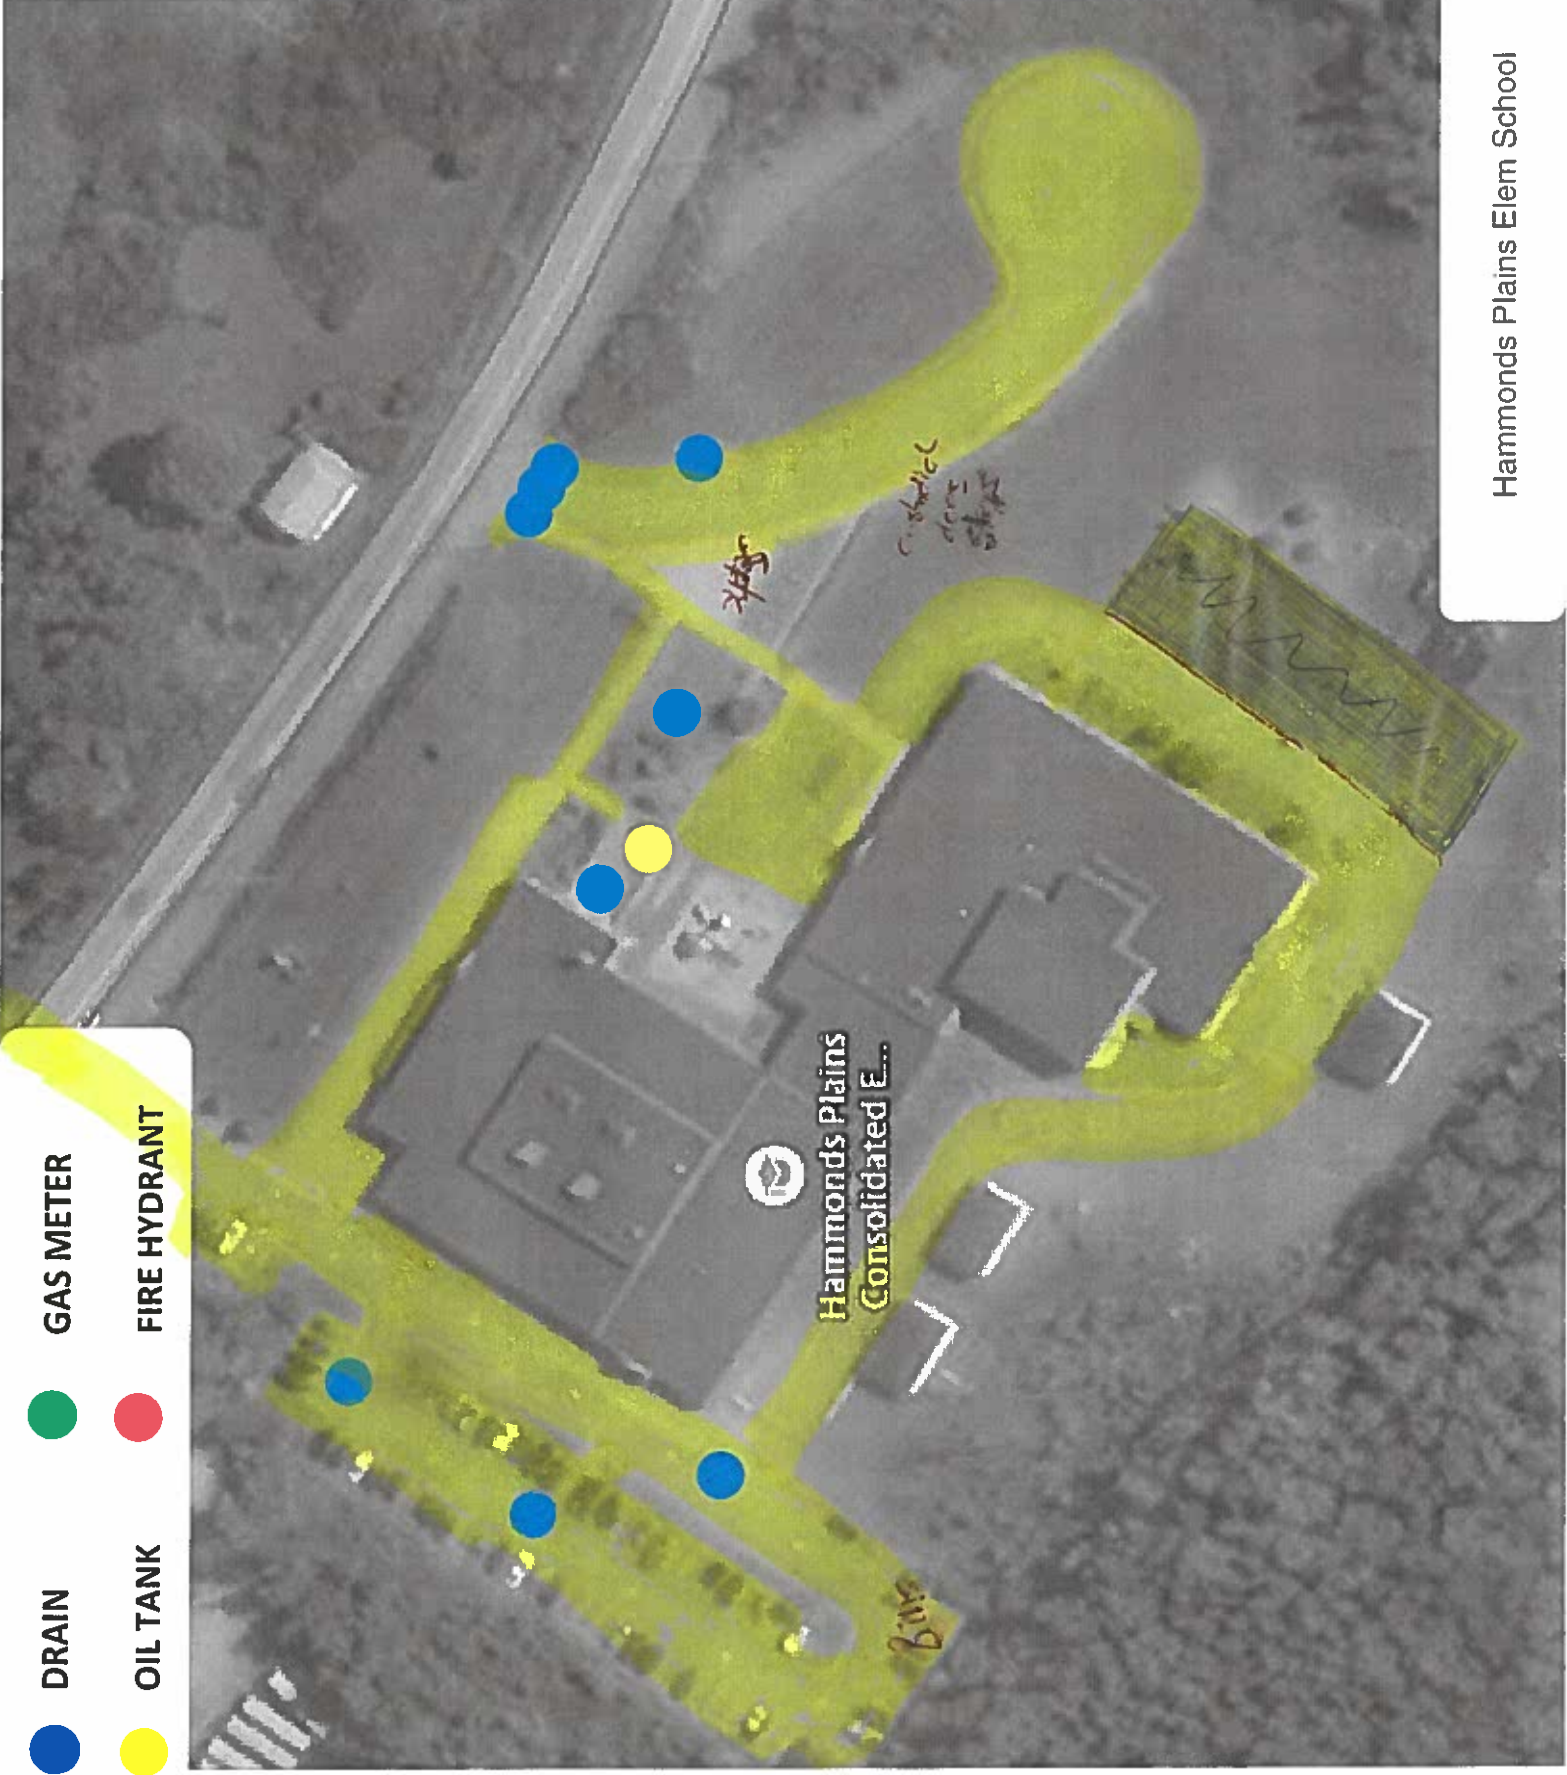 DRAIN
GAS METER
OIL TANK
FIRE HYDRANT
Hammonds Plains
Consolidated E...
Hammonds Plains Elem School